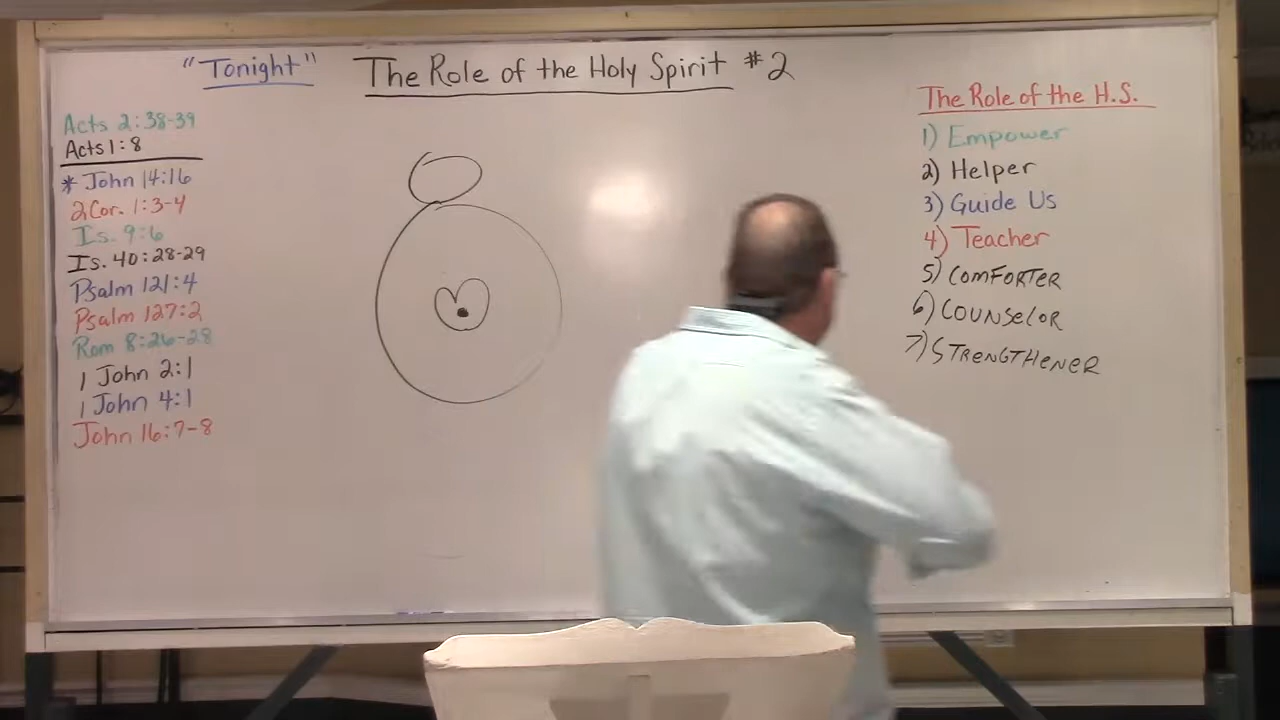 "Tonight" The Role of the Holy Spirit #2
Acts 2:38-39
Acts 1:8
* John 14:16
2 Cor. 1:3-4
Is. 9:6
Is. 40:28-29
Psalm 121:4
Psalm 127:2
Rom 8:26-28
1 John 2:1
1 John 4:1
John 16:7-8
The Role of the H.S.
1) Empower
2) Helper
3) Guide Us
4) Teacher
5) COMFORTER
6) COUNSELOR
7) STRENGTHENER